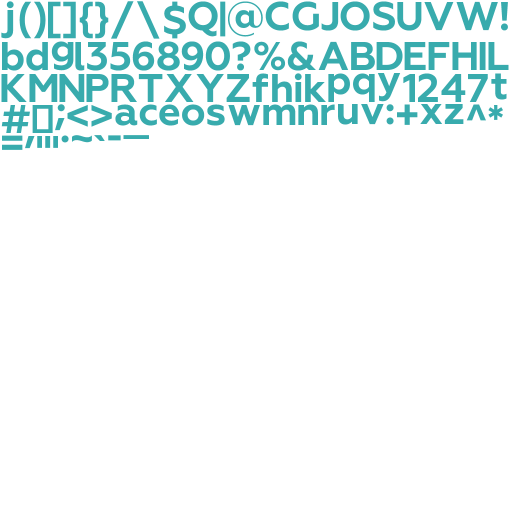 j()[]{}/\$Q|@CGJOSUVW!
bdgl356890?%&ABDEFHIL
KMNPRTXYZfhikpqy1247t
#▯;<>aceoswmnruv:+xz^*
=,"'.~`-—